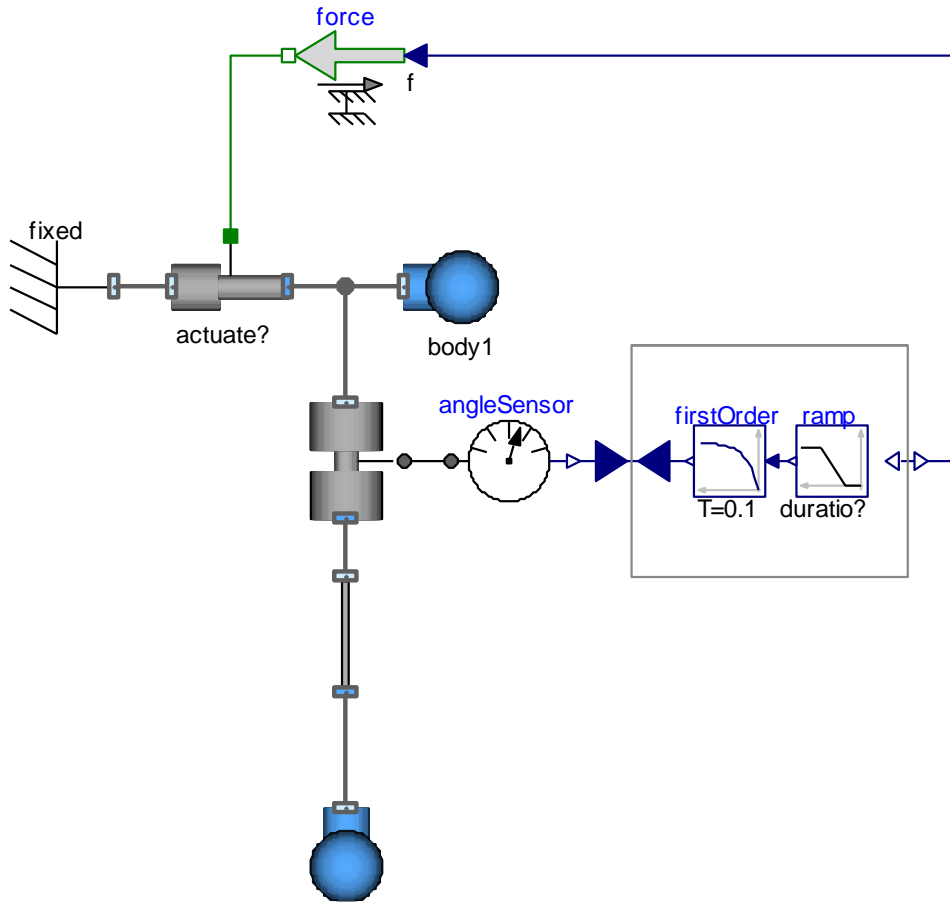 force
f
fixed
actuate?
body1
angleSensor
firstOrder
ramp
T=0.1
duratio?